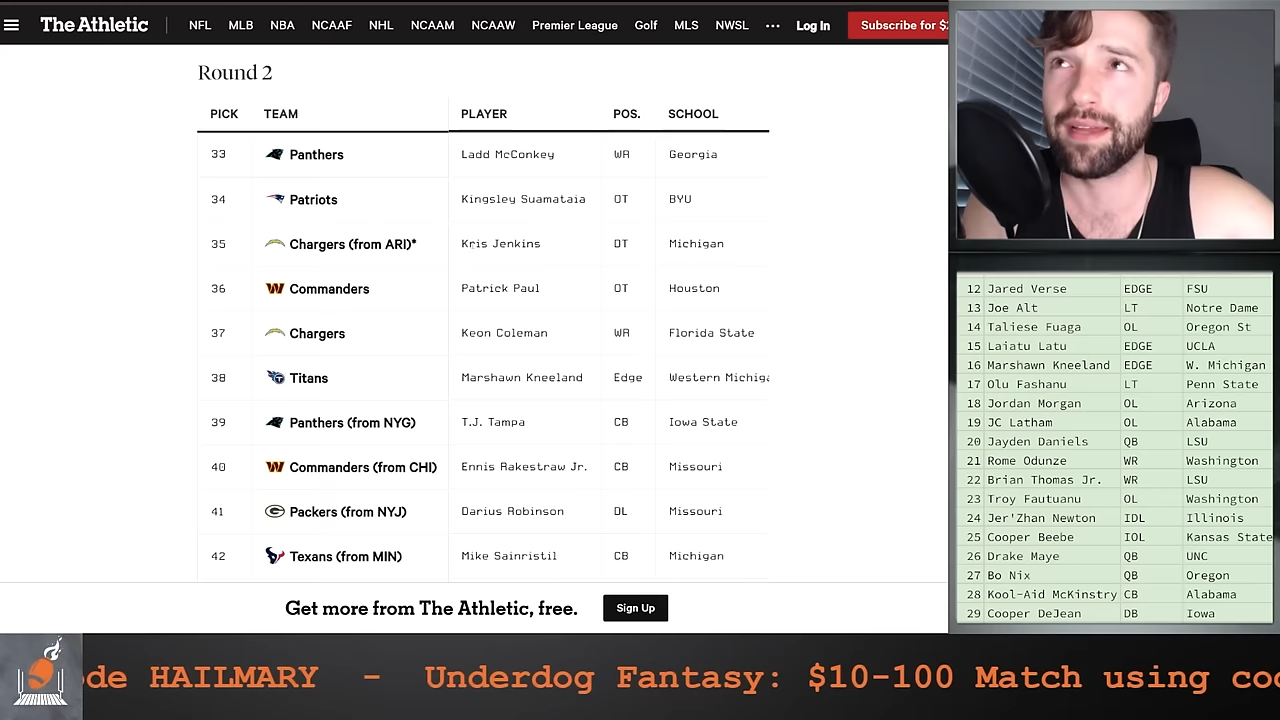 The Athletic NFL MLB NBA NCAAF NHL NCAAM NCAAW Premier League Golf MLS NWSL ... Log In Subscribe for $
Round 2
PICK TEAM PLAYER POS. SCHOOL
33 Panthers Ladd McConkey WR Georgia
34 Patriots Kingsley Suamataia OT BYU
35 Chargers (from ARI)* Kris Jenkins DT Michigan
36 Commanders Patrick Paul OT Houston
37 Chargers Keon Coleman WR Florida State
38 Titans Marshawn Kneeland Edge Western Michiga
39 Panthers (from NYG) T.J. Tampa CB Iowa State
40 Commanders (from CHI) Ennis Rakestraw Jr. CB Missouri
41 Packers (from NYJ) Darius Robinson DL Missouri
42 Texans (from MIN) Mike Sainristil CB Michigan
Get more from The Athletic, free. Sign Up
12 Jared Verse EDGE FSU
13 Joe Alt LT Notre Dame
14 Taliese Fuaga OL Oregon St
15 Laiatu Latu EDGE UCLA
16 Marshawn Kneeland EDGE W. Michigan
17 Olu Fashanu LT Penn State
18 Jordan Morgan OL Arizona
19 JC Latham OL Alabama
20 Jayden Daniels QB LSU
21 Rome Odunze WR Washington
22 Brian Thomas Jr. WR LSU
23 Troy Fautuanu OL Washington
24 Jer'Zhan Newton IDL Illinois
25 Cooper Beebe IOL Kansas State
26 Drake Maye QB UNC
27 Bo Nix QB Oregon
28 Kool-Aid McKinstry CB Alabama
29 Cooper DeJean DB Iowa
ode HAILMARY - Underdog Fantasy: $10-100 Match using co